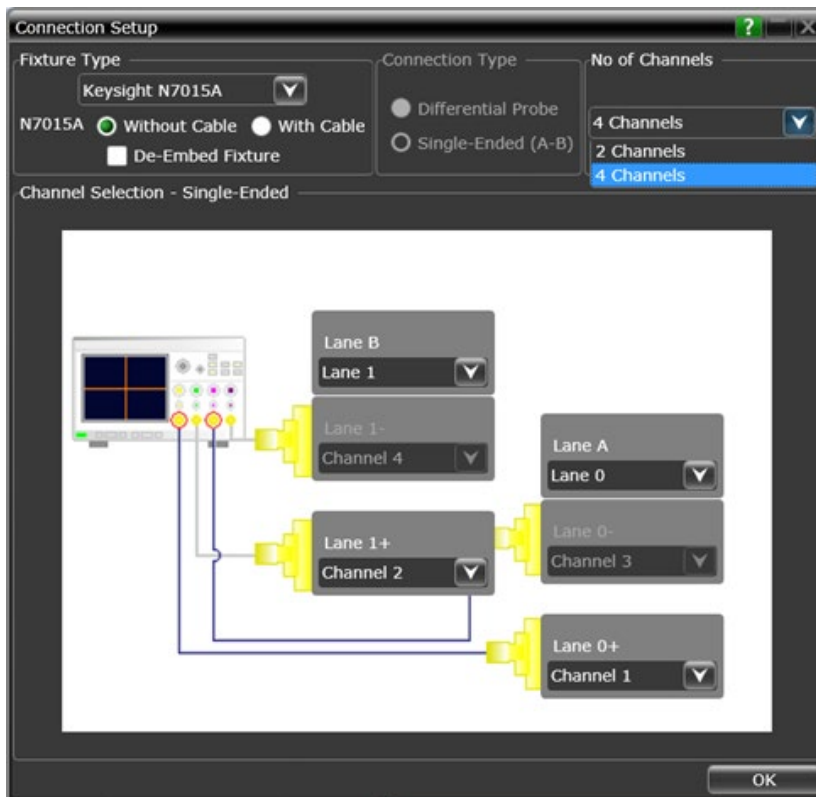 Connection Setup
?
Fixture Type
Keysight N7015A
N7015A Without Cable With Cable
De-Embed Fixture
Connection Type
Differential Probe
Single-Ended (A-B)
No of Channels
4 Channels
2 Channels
4 Channels
Channel Selection - Single-Ended
Lane B
Lane 1
Lane 1-
Channel 4
Lane A
Lane 0
Lane 0-
Channel 3
Lane 1+
Channel 2
Lane 0+
Channel 1
OK